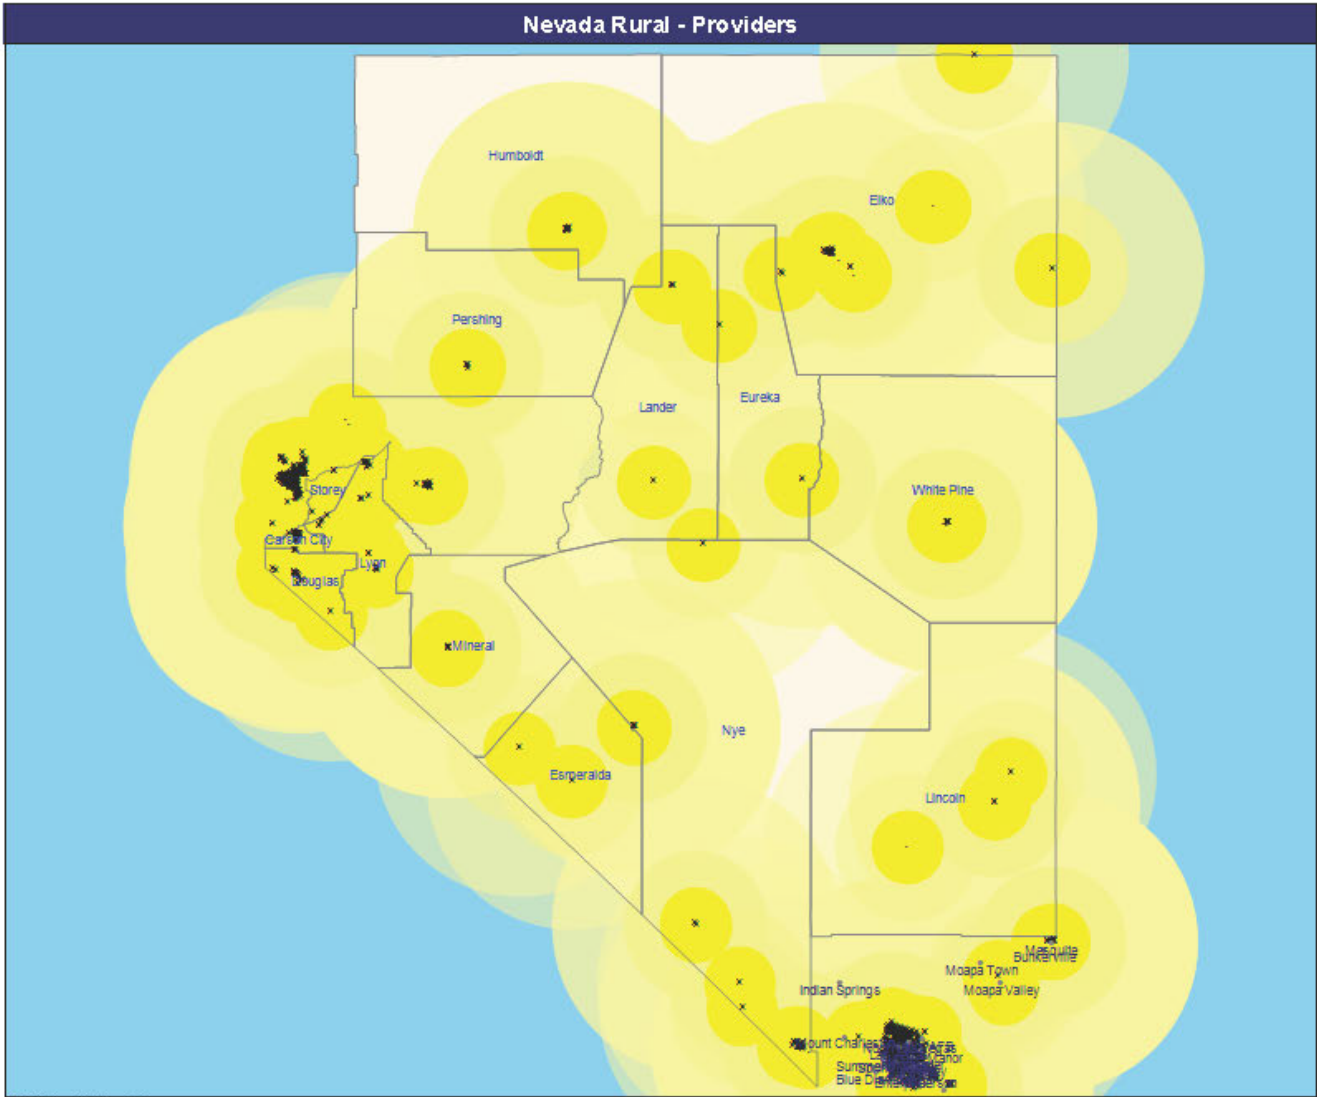 Nevada Rural - Providers
Humboldt
Elko
Pershing
Eureka
Lander
White Pine
Storey
Carson City
Lyon
Douglas
Mineral
Nye
Esmeralda
Lincoln
Mesquite
Bunkerville
Moapa Town
Indian Springs
Moapa Valley